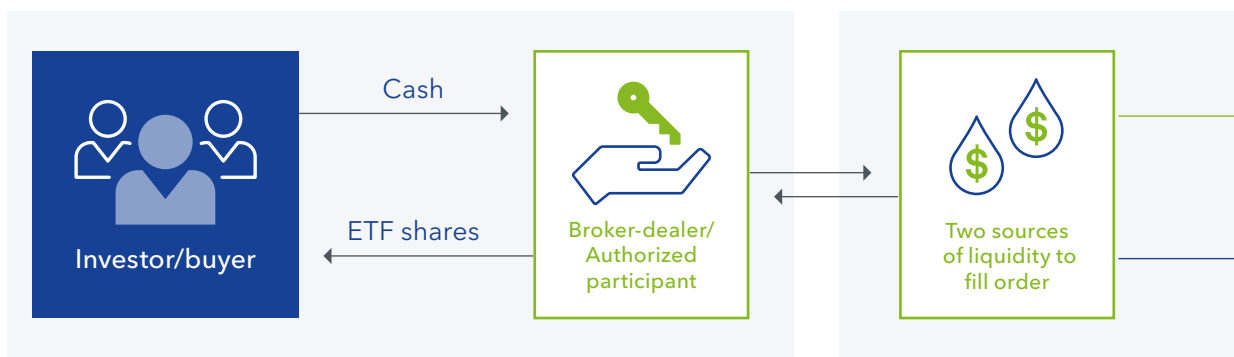 Cash
ETF shares
Investor/buyer
Broker-dealer/
Authorized
participant
$
$
Two sources
of liquidity to
fill order